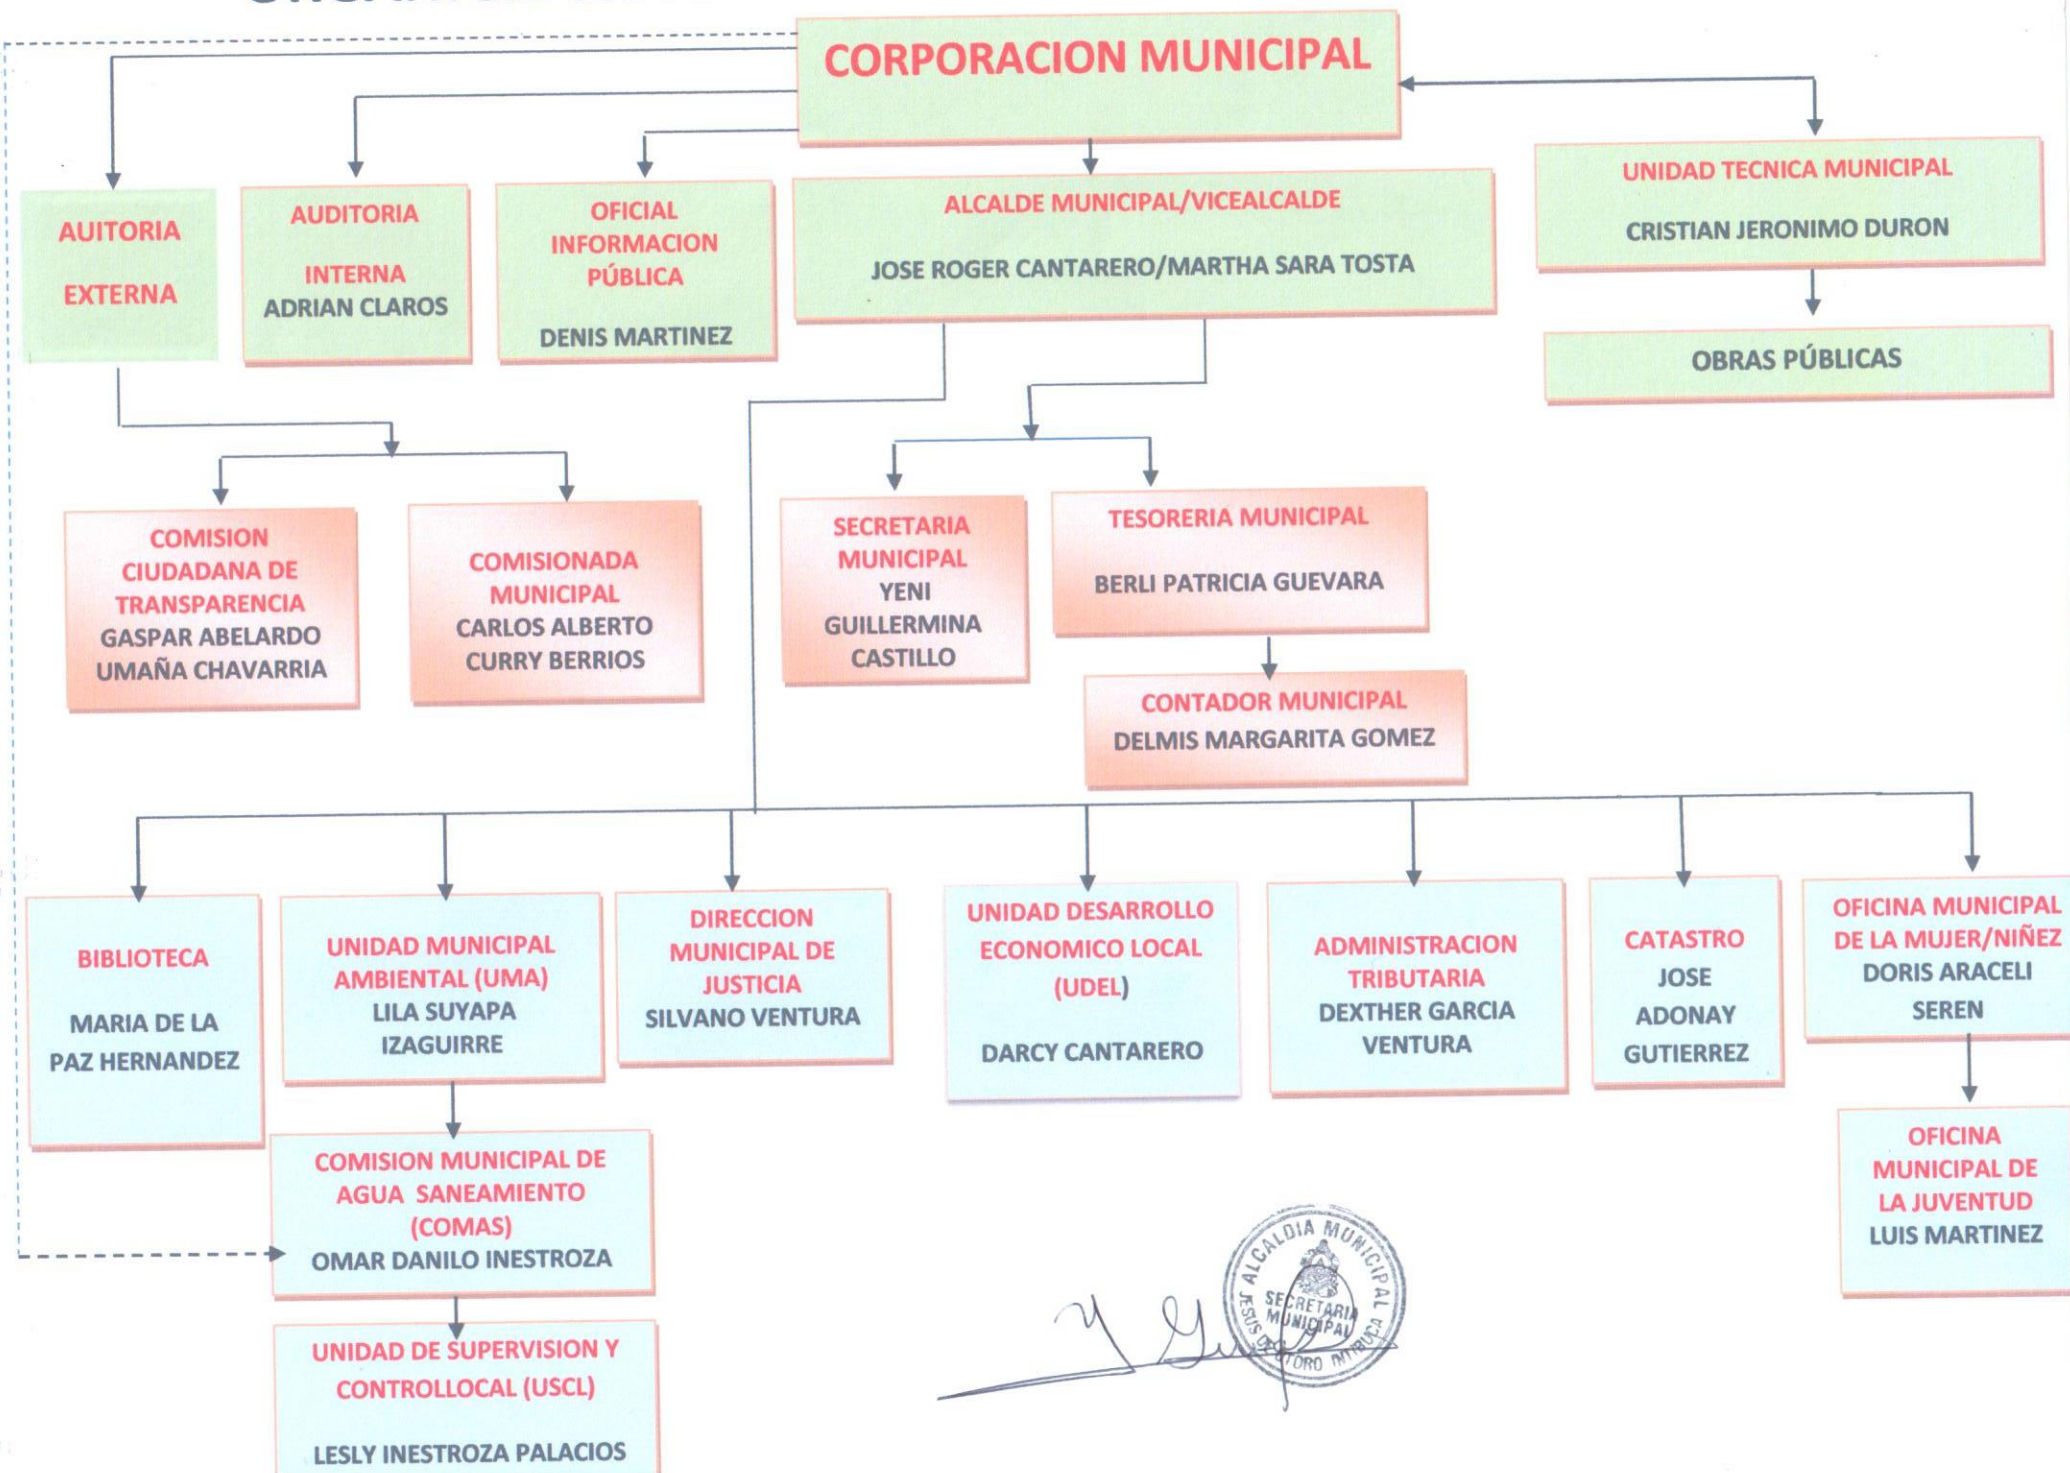 CORPORACION MUNICIPAL
AUITORIA
EXTERNA
AUDITORIA
INTERNA
ADRIAN CLAROS
OFICIAL
INFORMACION
PÚBLICA
DENIS MARTINEZ
ALCALDE MUNICIPAL/VICEALCALDE
JOSE ROGER CANTARERO/MARTHA SARA TOSTA
UNIDAD TECNICA MUNICIPAL
CRISTIAN JERONIMO DURON
OBRAS PÚBLICAS
COMISION
CIUDADANA DE
TRANSPARENCIA
GASPAR ABELARDO
UMAÑA CHAVARRIA
COMISIONADA
MUNICIPAL
CARLOS ALBERTO
CURRY BERRIOS
SECRETARIA
MUNICIPAL
YENI
GUILLERMINA
CASTILLO
TESORERIA MUNICIPAL
BERLI PATRICIA GUEVARA
CONTADOR MUNICIPAL
DELMIS MARGARITA GOMEZ
BIBLIOTECA
MARIA DE LA
PAZ HERNANDEZ
UNIDAD MUNICIPAL
AMBIENTAL (UMA)
LILA SUYAPA
IZAGUIRRE
DIRECCION
MUNICIPAL DE
JUSTICIA
SILVANO VENTURA
UNIDAD DESARROLLO
ECONOMICO LOCAL
(UDEL)
DARCY CANTARERO
ADMINISTRACION
TRIBUTARIA
DEXTHER GARCIA
VENTURA
CATASTRO
JOSE
ADONAY
GUTIERREZ
OFICINA MUNICIPAL
DE LA MUJER/NIÑEZ
DORIS ARACELI
SEREN
COMISION MUNICIPAL DE
AGUA SANEAMIENTO
(COMAS)
OMAR DANILO INESTROZA
OFICINA
MUNICIPAL DE
LA JUVENTUD
LUIS MARTINEZ
UNIDAD DE SUPERVISION Y
CONTROLLOCAL (USCL)
LESLY INESTROZA PALACIOS
ALCALDIA MUNICIPAL
SECRETARIA
MUNICIPAL
JESUS DE OTORO INTIBUCA